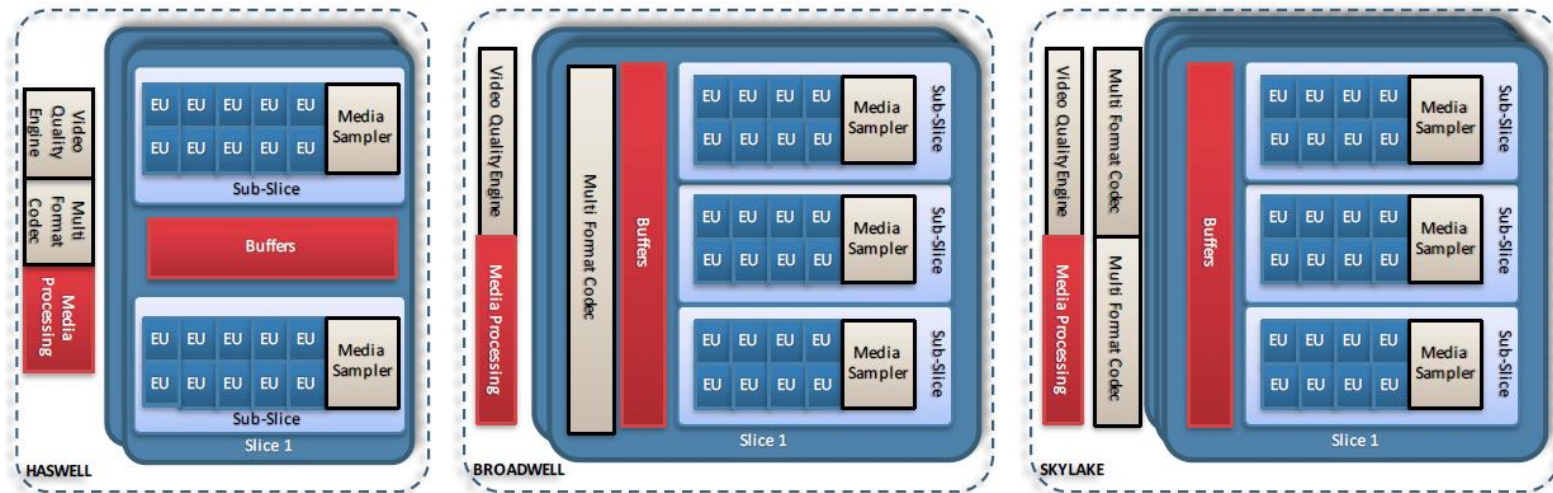 Video
Quality
Engine
Multi
Format
Codec
Media
Processing
EU EU EU EU EU
EU EU EU EU EU
Media
Sampler
Sub-Slice
Buffers
EU EU EU EU EU
EU EU EU EU EU
Media
Sampler
Sub-Slice
Slice 1
HASWELL
Video Quality Engine
Media Processing
Multi Format Codec
Buffers
EU EU EU EU
EU EU EU EU
Media
Sampler
Sub-Slice
EU EU EU EU
EU EU EU EU
Media
Sampler
Sub-Slice
EU EU EU EU
EU EU EU EU
Media
Sampler
Sub-Slice
Slice 1
BROADWELL
Video Quality Engine
Media Processing
Multi Format Codec
Multi Format Codec
Buffers
EU EU EU EU
EU EU EU EU
Media
Sampler
Sub-Slice
EU EU EU EU
EU EU EU EU
Media
Sampler
Sub-Slice
EU EU EU EU
EU EU EU EU
Media
Sampler
Sub-Slice
Slice 1
SKYLAKE